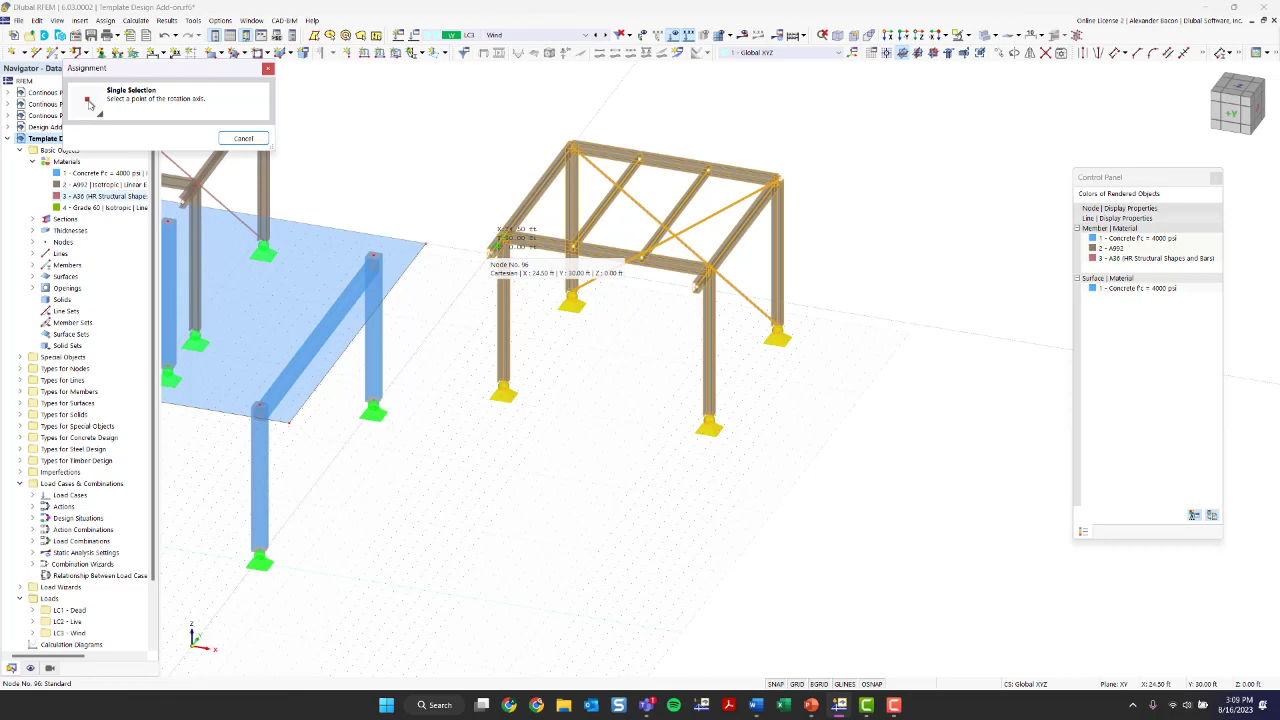 Dlubal RFEM | 6.03.0002 | Template Design Add-on.rf6*
File Edit View Insert Assign Calculate Results Tools Options Window CAD-BIM Help
Online License 2 | Alexander Bacon | Dlubal Software, Inc.
LY LC3 Wind
1 - Global XYZ
Navigator - Data
RFEM
Continous P
Continous P
Continous P
Design Add
Template D
Basic Objects
Materials
1 - Concrete f'c = 4000 psi |
2 - A992 | Isotropic | Linear E
3 - A36 (HR Structural Shape:
4 - Grade 60 | Isotropic | Line
Sections
Thicknesses
Nodes
Lines
Members
Surfaces
Openings
Solids
Line Sets
Member Sets
Surface Sets
Solid Sets
Special Objects
Types for Nodes
Types for Lines
Types for Members
Types for Surfaces
Types for Solids
Types for Special Objects
Types for Concrete Design
Types for Steel Design
Types for Timber Design
Imperfections
Load Cases & Combinations
Load Cases
Actions
Design Situations
Action Combinations
Load Combinations
Static Analysis Settings
Combination Wizards
Relationship Between Load Case
Load Wizards
Loads
LC1 - Dead
LC2 - Live
LC3 - Wind
Calculation Diagrams
Assignment
Single Selection
Select a point of the rotation axis.
Cancel
Node No. 96
Cartesian | X : 24.50 ft | Y : 30.00 ft | Z : 0.00 ft
Z
Y
X
+Y
Control Panel
Colors of Rendered Objects
Node | Display Properties
Line | Display Properties
Member | Material
1 - Concrete f'c = 4000 psi
2 - A992
3 - A36 (HR Structural Shapes and Bars)
Surface | Material
1 - Concrete f'c = 4000 psi
Node No. 96: Standard
SNAP GRID BGRID GLINES OSNAP
CS: Global XYZ
Plane: XY
X: 24.50 ft
Y: 30.00 ft
Z: 0.00 ft
Search
3:09 PM
8/16/2023